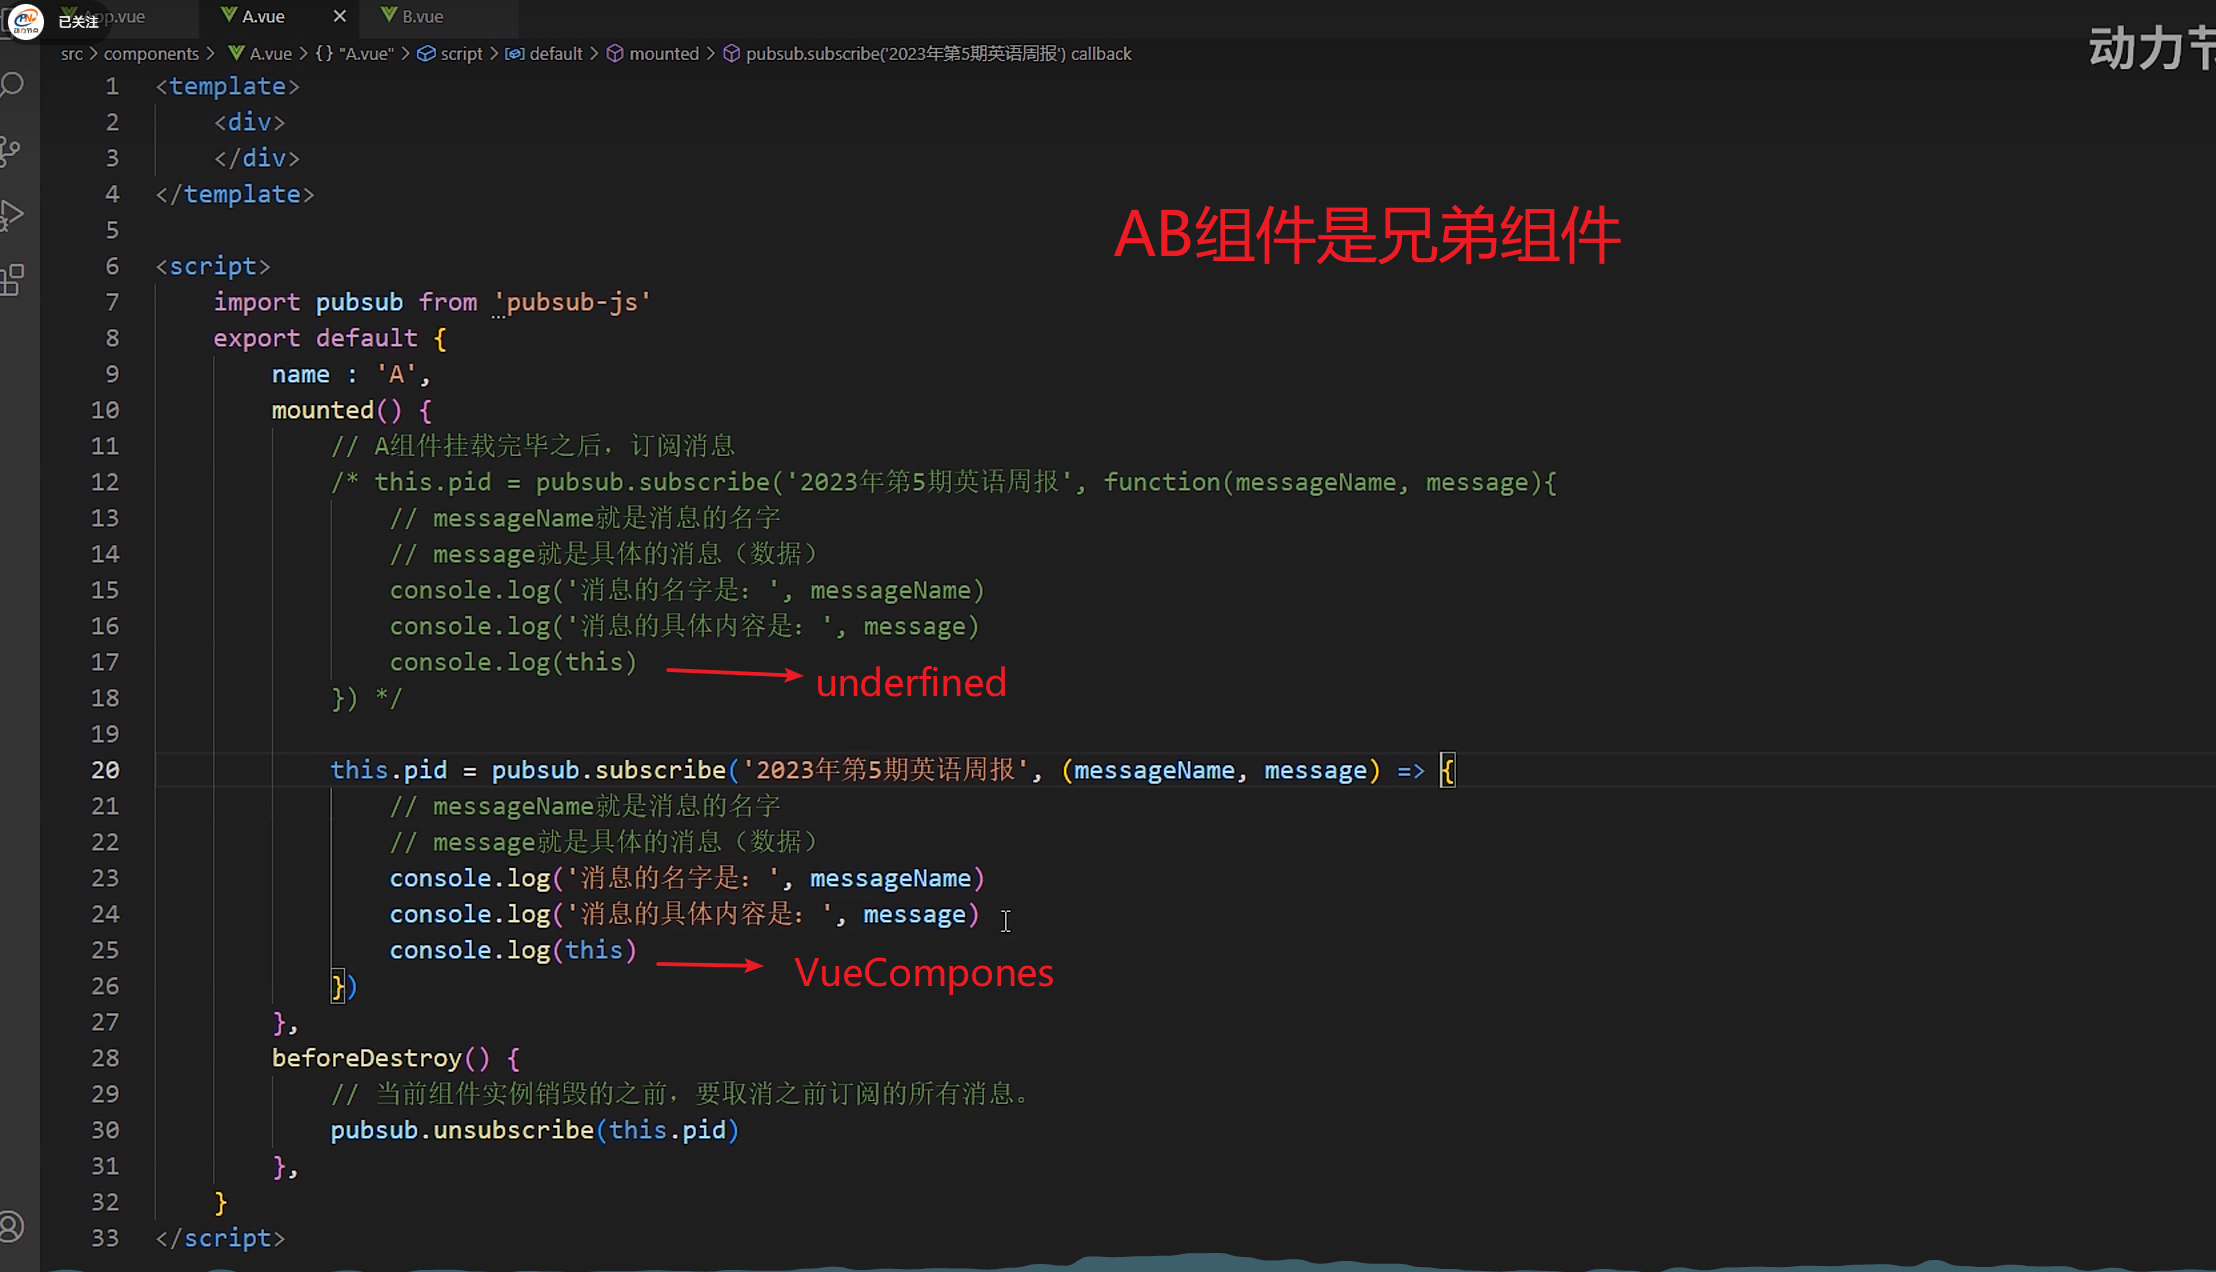 已关注
App.vue
A.vue
B.vue
动力节
src > components > A.vue > {} "A.vue" > script > default > mounted > pubsub.subscribe('2023年第5期英语周报') callback
1 <template>
2 <div>
3 </div>
4 </template>
5
AB组件是兄弟组件
6 <script>
7 import pubsub from 'pubsub-js'
8 export default {
9 name : 'A',
10 mounted() {
11 // A组件挂载完毕之后，订阅消息
12 /* this.pid = pubsub.subscribe('2023年第5期英语周报', function(messageName, message){
13 // messageName就是消息的名字
14 // message就是具体的消息（数据）
15 console.log('消息的名字是：', messageName)
16 console.log('消息的具体内容是：', message)
17 console.log(this)
underfined
18 }) */
19
20 this.pid = pubsub.subscribe('2023年第5期英语周报', (messageName, message) => {
21 // messageName就是消息的名字
22 // message就是具体的消息（数据）
23 console.log('消息的名字是：', messageName)
24 console.log('消息的具体内容是：', message)
25 console.log(this)
VueCompones
26 })
27 },
28 beforeDestroy() {
29 // 当前组件实例销毁的之前，要取消之前订阅的所有消息。
30 pubsub.unsubscribe(this.pid)
31 },
32 }
33 </script>